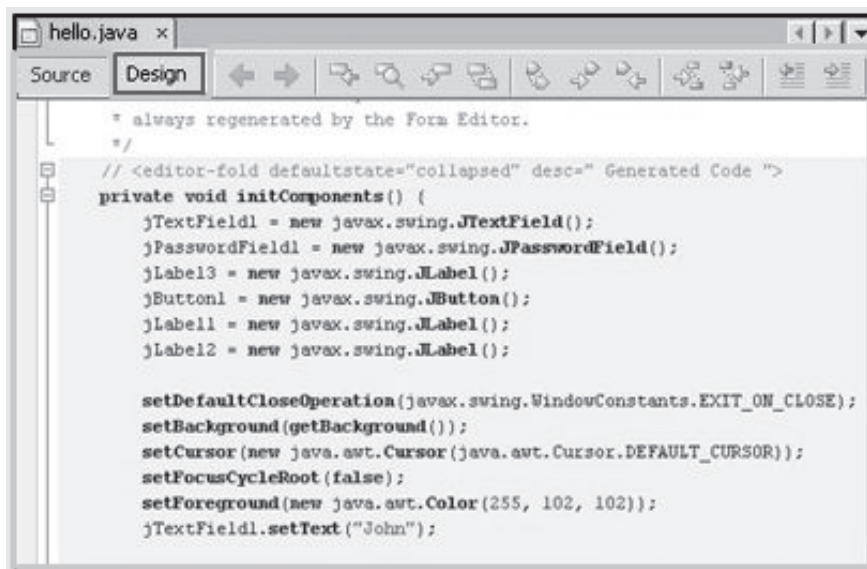 hello.java ×
Source Design
* always regenerated by the Form Editor.
*/
// <editor-fold defaultstate="collapsed" desc=" Generated Code ">
private void initComponents() {
jTextField1 = new javax.swing.JTextField();
jPasswordField1 = new javax.swing.JPasswordField();
jLabel3 = new javax.swing.JLabel();
jButton1 = new javax.swing.JButton();
jLabel1 = new javax.swing.JLabel();
jLabel2 = new javax.swing.JLabel();
setDefaultCloseOperation(javax.swing.WindowConstants.EXIT_ON_CLOSE);
setBackground(getBackground());
setCursor(new java.awt.Cursor(java.awt.Cursor.DEFAULT_CURSOR));
setFocusCycleRoot(false);
setForeground(new java.awt.Color(255, 102, 102));
jTextField1.setText("John");